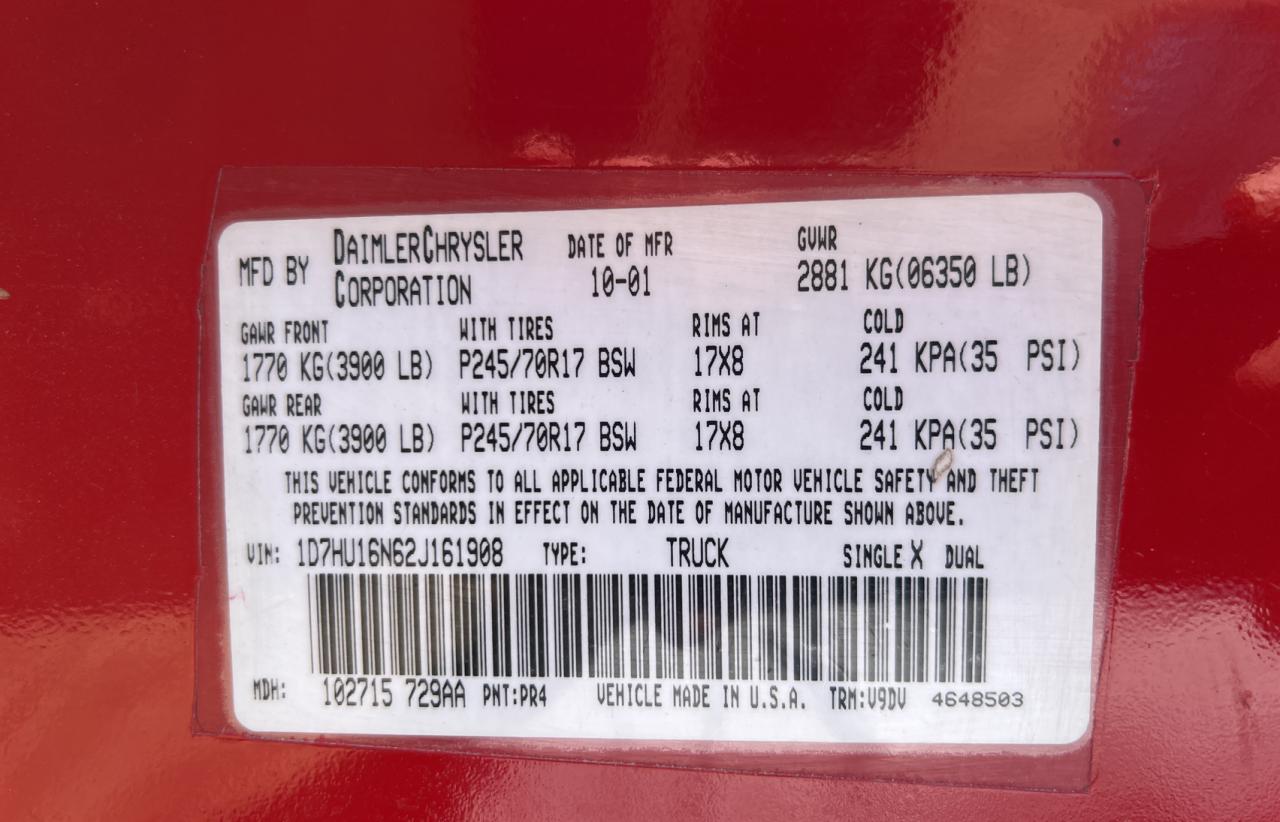 MFD BY DAIMLERCHRYSLER CORPORATION DATE OF MFR 10-01 GVWR 2881 KG(06350 LB)
GAWR FRONT WITH TIRES RIMS AT COLD
1770 KG(3900 LB) P245/70R17 BSW 17X8 241 KPA(35 PSI)
GAWR REAR WITH TIRES RIMS AT COLD
1770 KG(3900 LB) P245/70R17 BSW 17X8 241 KPA(35 PSI)
THIS VEHICLE CONFORMS TO ALL APPLICABLE FEDERAL MOTOR VEHICLE SAFETY AND THEFT
PREVENTION STANDARDS IN EFFECT ON THE DATE OF MANUFACTURE SHOWN ABOVE.
VIN: 1D7HU16N62J161908 TYPE: TRUCK SINGLE X DUAL
MDH: 102715 729AA PNT:PR4 VEHICLE MADE IN U.S.A. TRM:V9DV 4648503